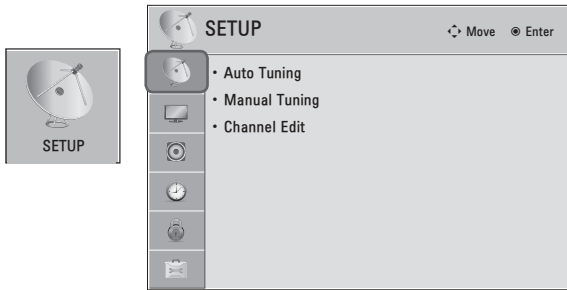 SETUP
SETUP
Move Enter
• Auto Tuning
• Manual Tuning
• Channel Edit